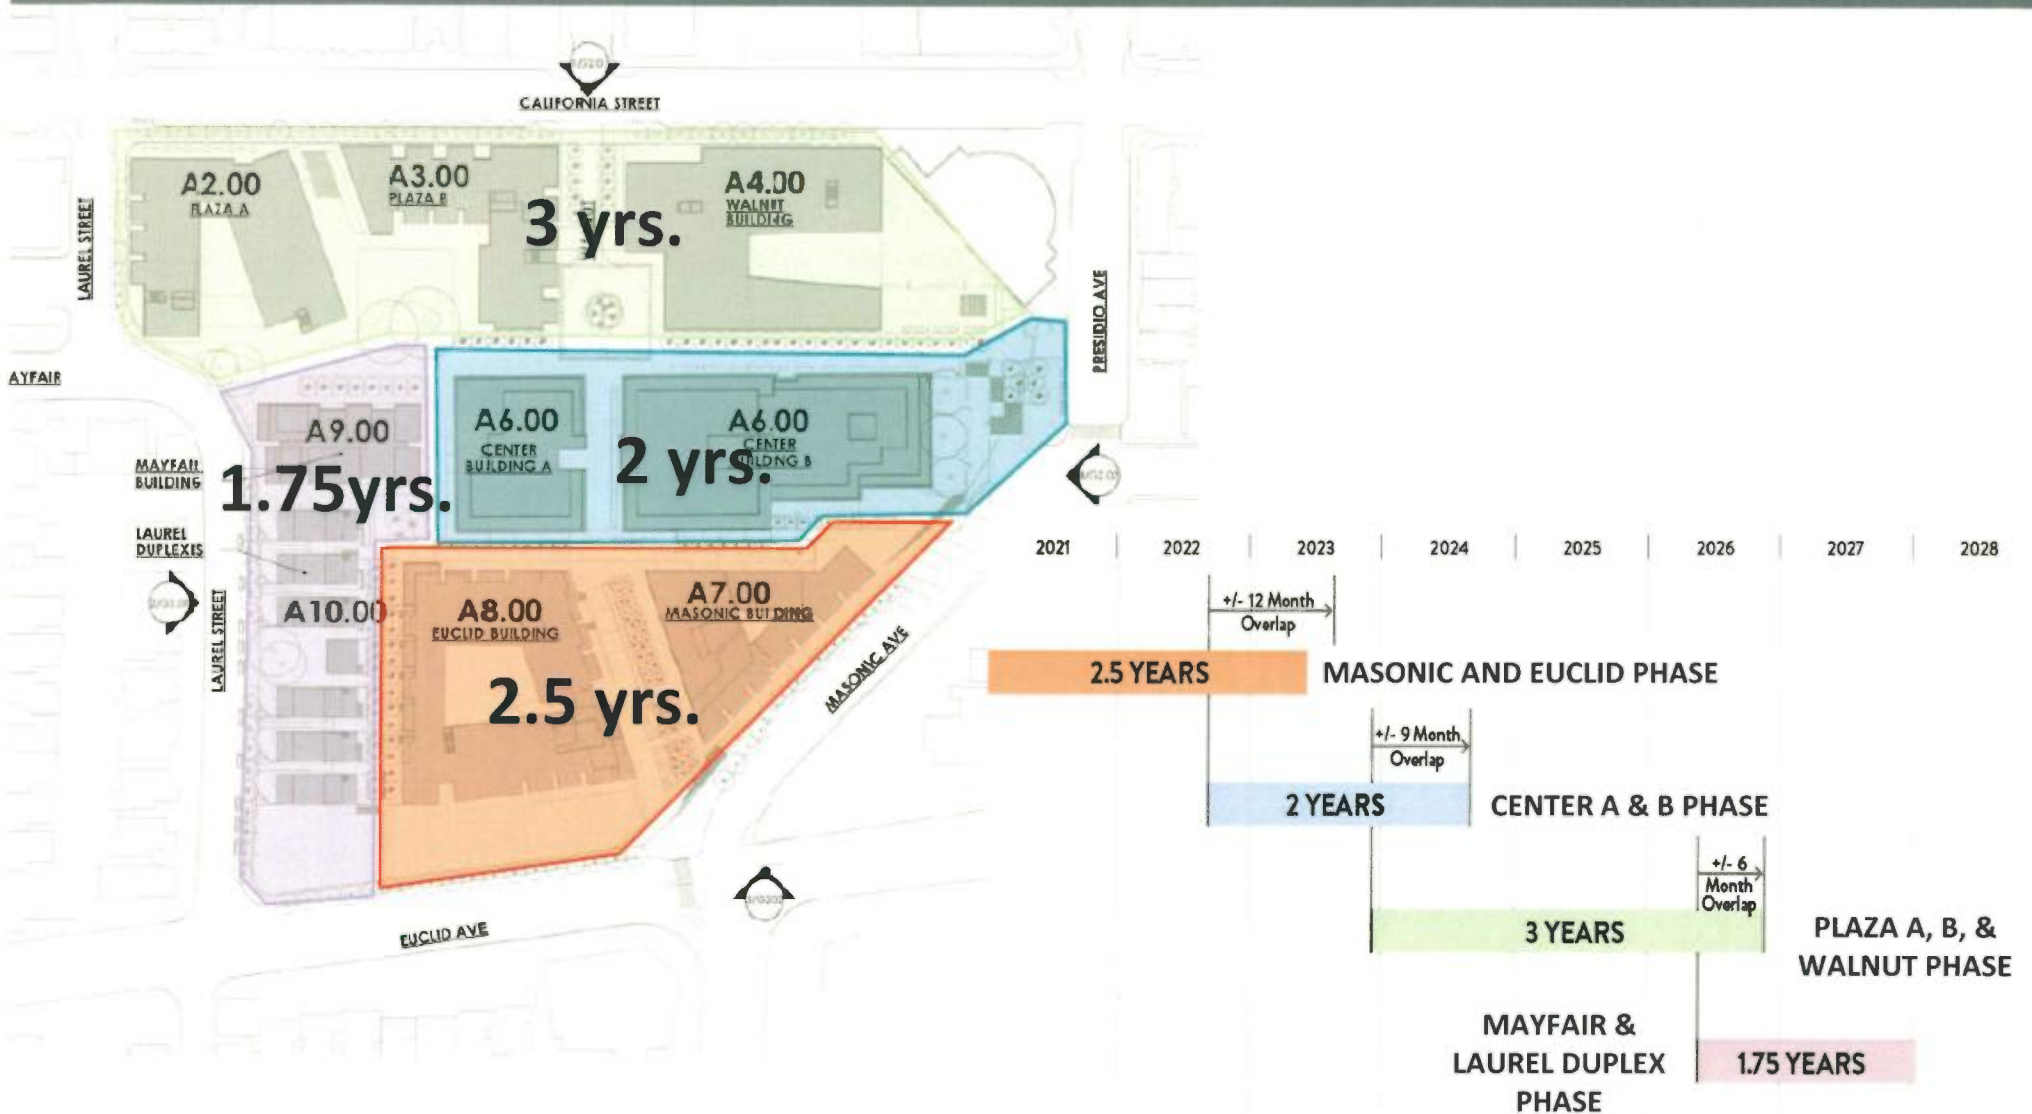 CALIFORNIA STREET
A2.00
PLAZA A
A3.00
PLAZA B
A4.00
WALNUT
BUILDING
3 yrs.
LAUREL STREET
PRESIDIO AVE
AYFAIR
A9.00
A6.00
CENTER
BUILDING A
A6.00
CENTER
BUILDNG B
2 yrs.
MAYFAIR
BUILDING
1.75yrs.
LAUREL
DUPLEXIS
A10.00
LAUREL STREET
A8.00
EUCLID BUILDING
A7.00
MASONIC BUILDING
2.5 yrs.
MASONIC AVE
EUCLID AVE
2021
2022
2023
2024
2025
2026
2027
2028
+/- 12 Month
Overlap
2.5 YEARS
MASONIC AND EUCLID PHASE
+/- 9 Month
Overlap
2 YEARS
CENTER A & B PHASE
+/- 6
Month
Overlap
3 YEARS
PLAZA A, B, &
WALNUT PHASE
MAYFAIR &
LAUREL DUPLEX
PHASE
1.75 YEARS